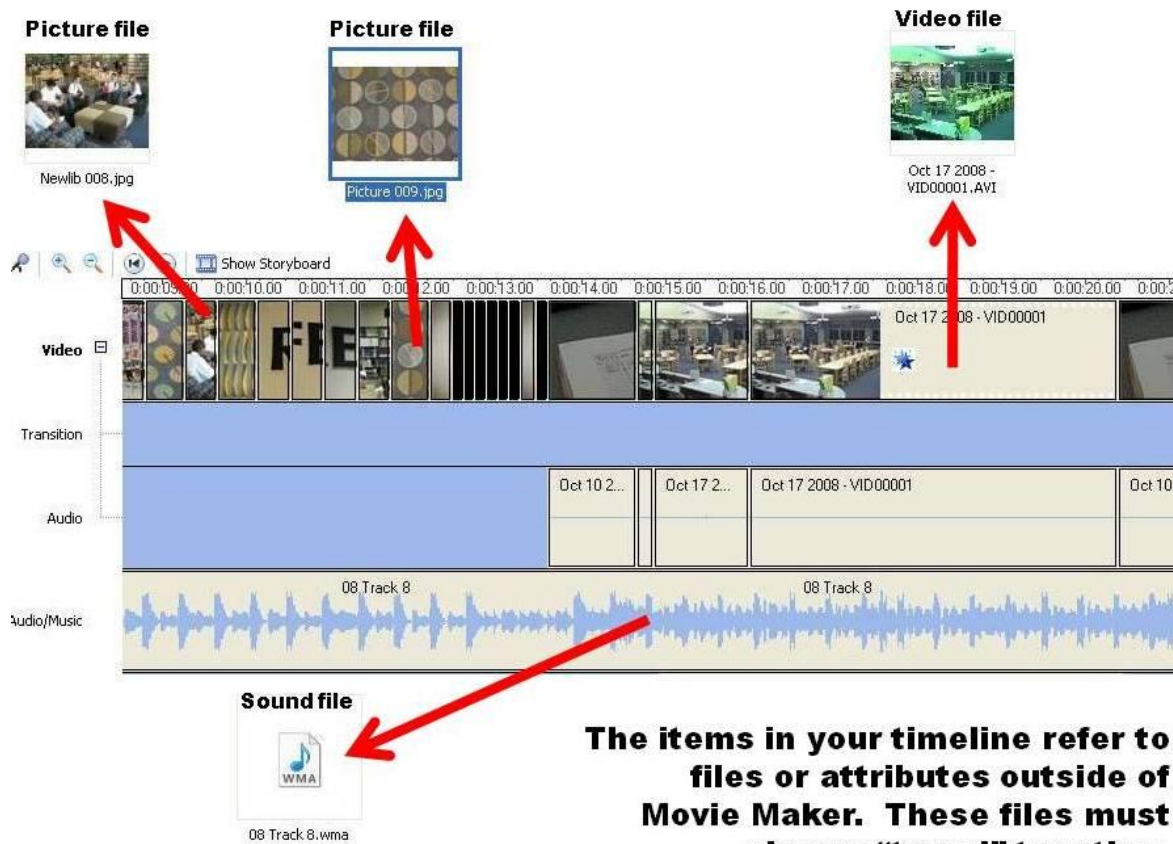 Picture file
Picture file
Video file
Newlib 008.jpg
Picture 009.jpg
Oct 17 2008 -
VID00001.AVI
Show Storyboard
0:00:10.00 0:00:11.00 0:00:13.00 0:00:14.00 0:00:15.00 0:00:16.00 0:00:17.00 0:00:19.00 0:00:20.00
Video
FEE
Oct 17 2008 - VID00001
Transition
Audio
Oct 10 2... Oct 17 2... Oct 17 2008 - VID00001 Oct 10
08 Track 8 08 Track 8
Audio/Music
Sound file
WMA
08 Track 8.wma
The items in your timeline refer to
files or attributes outside of
Movie Maker. These files must